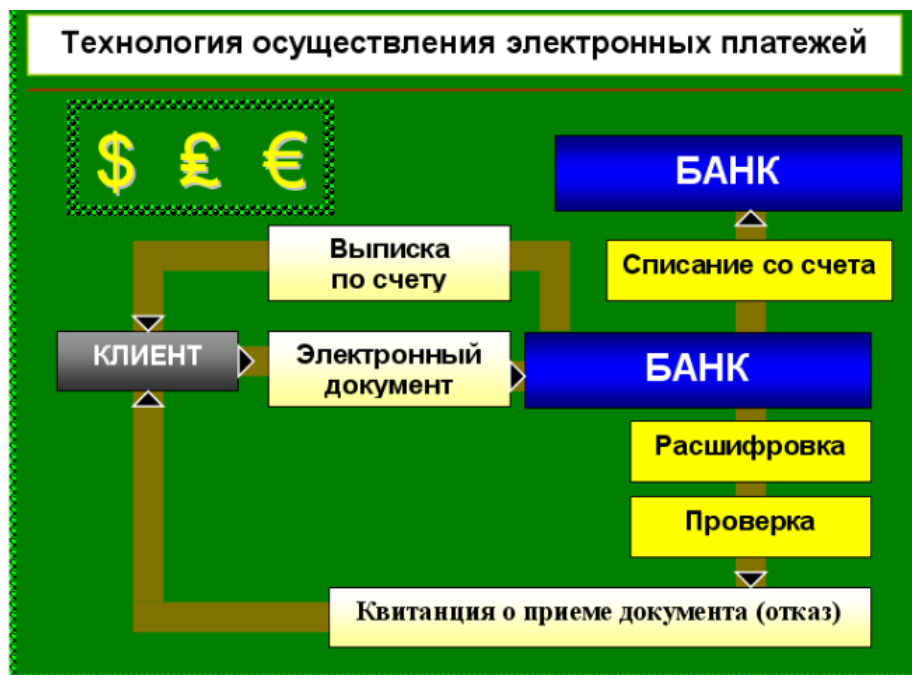 Технология осуществления электронных платежей
$ £ €
БАНК
Выписка
по счету
Списание со счета
КЛИЕНТ
Электронный
документ
БАНК
Расшифровка
Проверка
Квитанция о приеме документа (отказ)